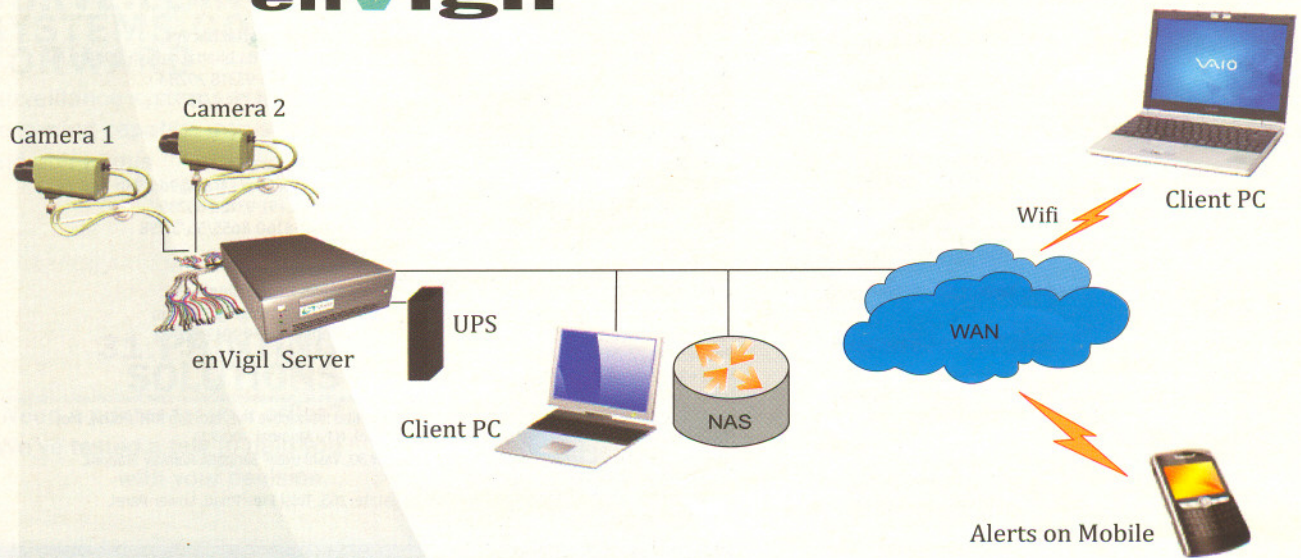 enVigil
VAIO
Camera 2
Camera 1
Client PC
Wifi
WAN
UPS
enVigil Server
NAS
Client PC
Alerts on Mobile